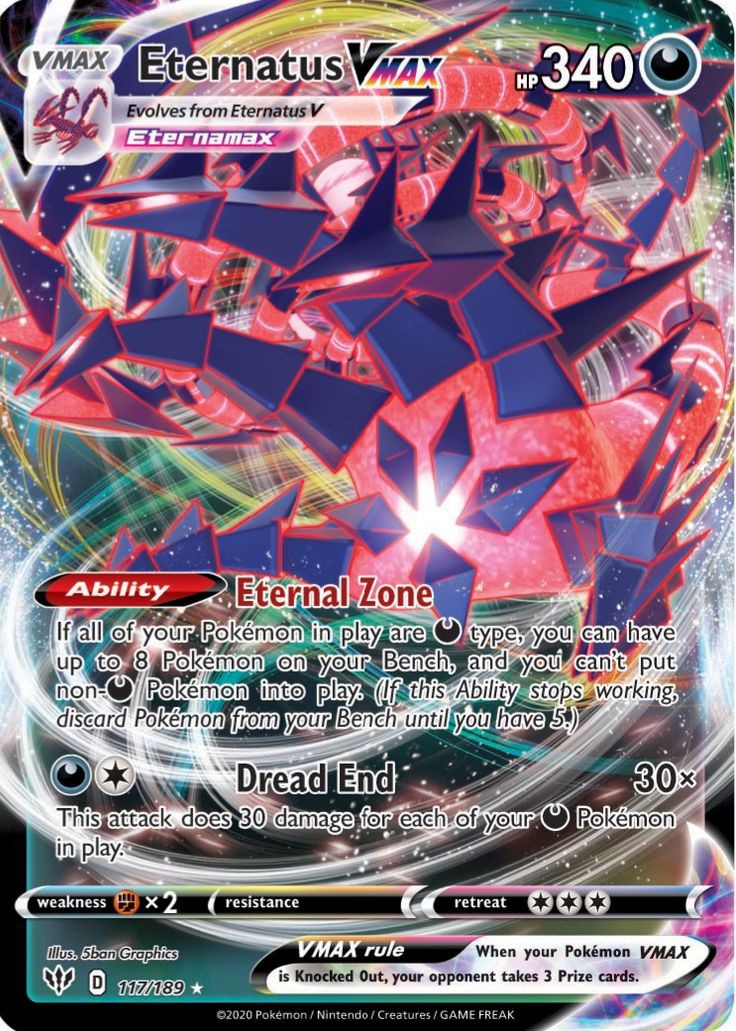 VMAX Eternatus VMAX HP 340
Evolves from Eternatus V
Eternamax
Ability Eternal Zone
If all of your Pokémon in play are type, you can have
up to 8 Pokémon on your Bench, and you can't put
non- Pokémon into play. (If this Ability stops working,
discard Pokémon from your Bench until you have 5.)
Dread End 30×
This attack does 30 damage for each of your Pokémon
in play.
weakness ×2 resistance retreat
Illus. 5ban Graphics
VMAX rule When your Pokémon VMAX
is Knocked Out, your opponent takes 3 Prize cards.
D 117/189 ★
©2020 Pokémon / Nintendo / Creatures / GAME FREAK